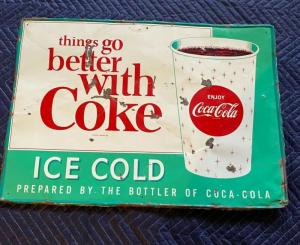 things go
better
with
Coke
ENJOY
Coca-Cola
ICE COLD
PREPARED BY THE BOTTLER OF COCA-COLA